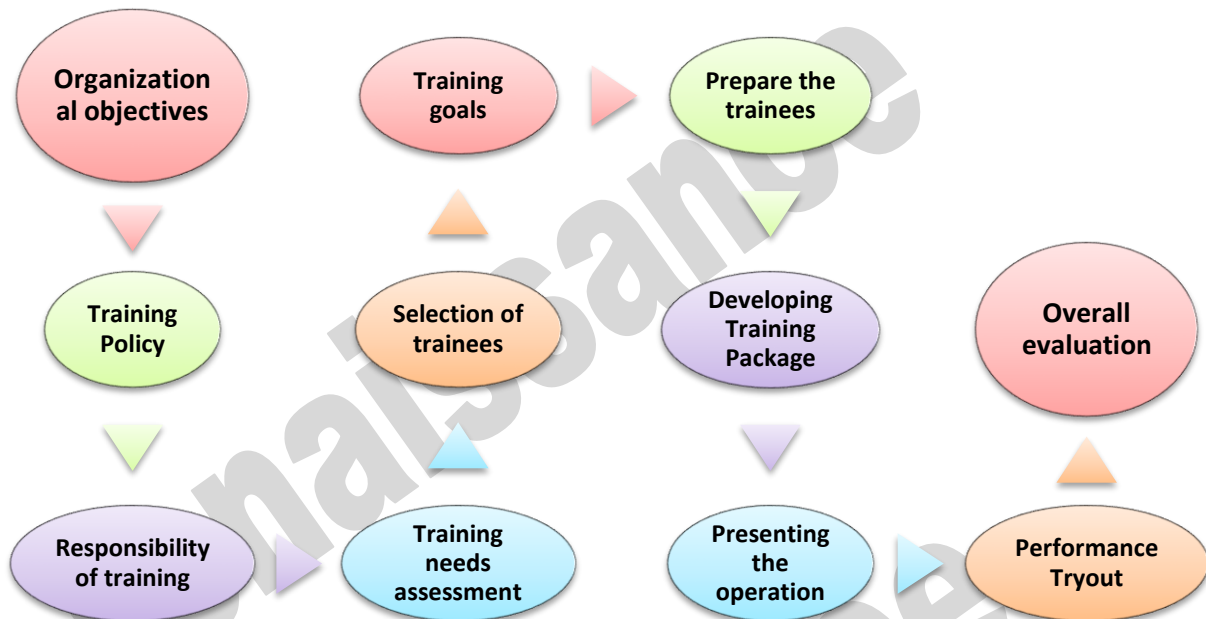 Organization
al objectives
Training
Policy
Responsibility
of training
Training
needs
assessment
Selection of
trainees
Training
goals
Prepare the
trainees
Developing
Training
Package
Presenting
the
operation
Performance
Tryout
Overall
evaluation
naissance